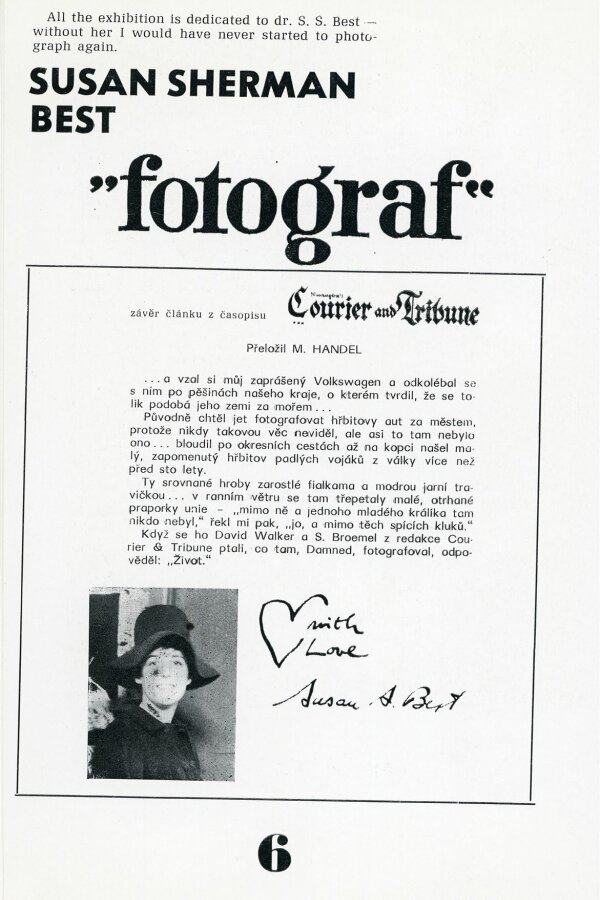 All the exhibition is dedicated to dr. S. S. Best —
without her I would have never started to photo-
graph again.
SUSAN SHERMAN
BEST
”fotograf“
závěr článku z časopisu
Courier and Tribune
Přeložil M. HANDEL
...a vzal si můj zaprášený Volkswagen a odkolébal se
s ním po pěšinách našeho kraje, o kterém tvrdil, že se to-
lik podobá jeho zemi za mořem...
Původně chtěl jet fotografovat hřbitovy aut za městem,
protože nikdy takovou věc neviděl, ale asi to tam nebylo
ono... bloudil po okresních cestách až na kopci našel ma-
lý, zapomenutý hřbitov padlých vojáků z války více než
před sto lety.
Ty srovnané hroby zarostlé fialkama a modrou jarní tra-
vičkou... v ranním větru se tam třepetaly malé, otrhané
praporky unie – „mimo ně a jednoho mladého králika tam
nikdo nebyl,“ řekl mi pak, „jo, a mimo těch spících kluků.“
Když se ho David Walker a S. Broemel z redakce Cou-
rier & Tribune ptali, co tam, Damned, fotografoval, odpo-
věděl: „Život.“
with
Love
Susan S. Best
6